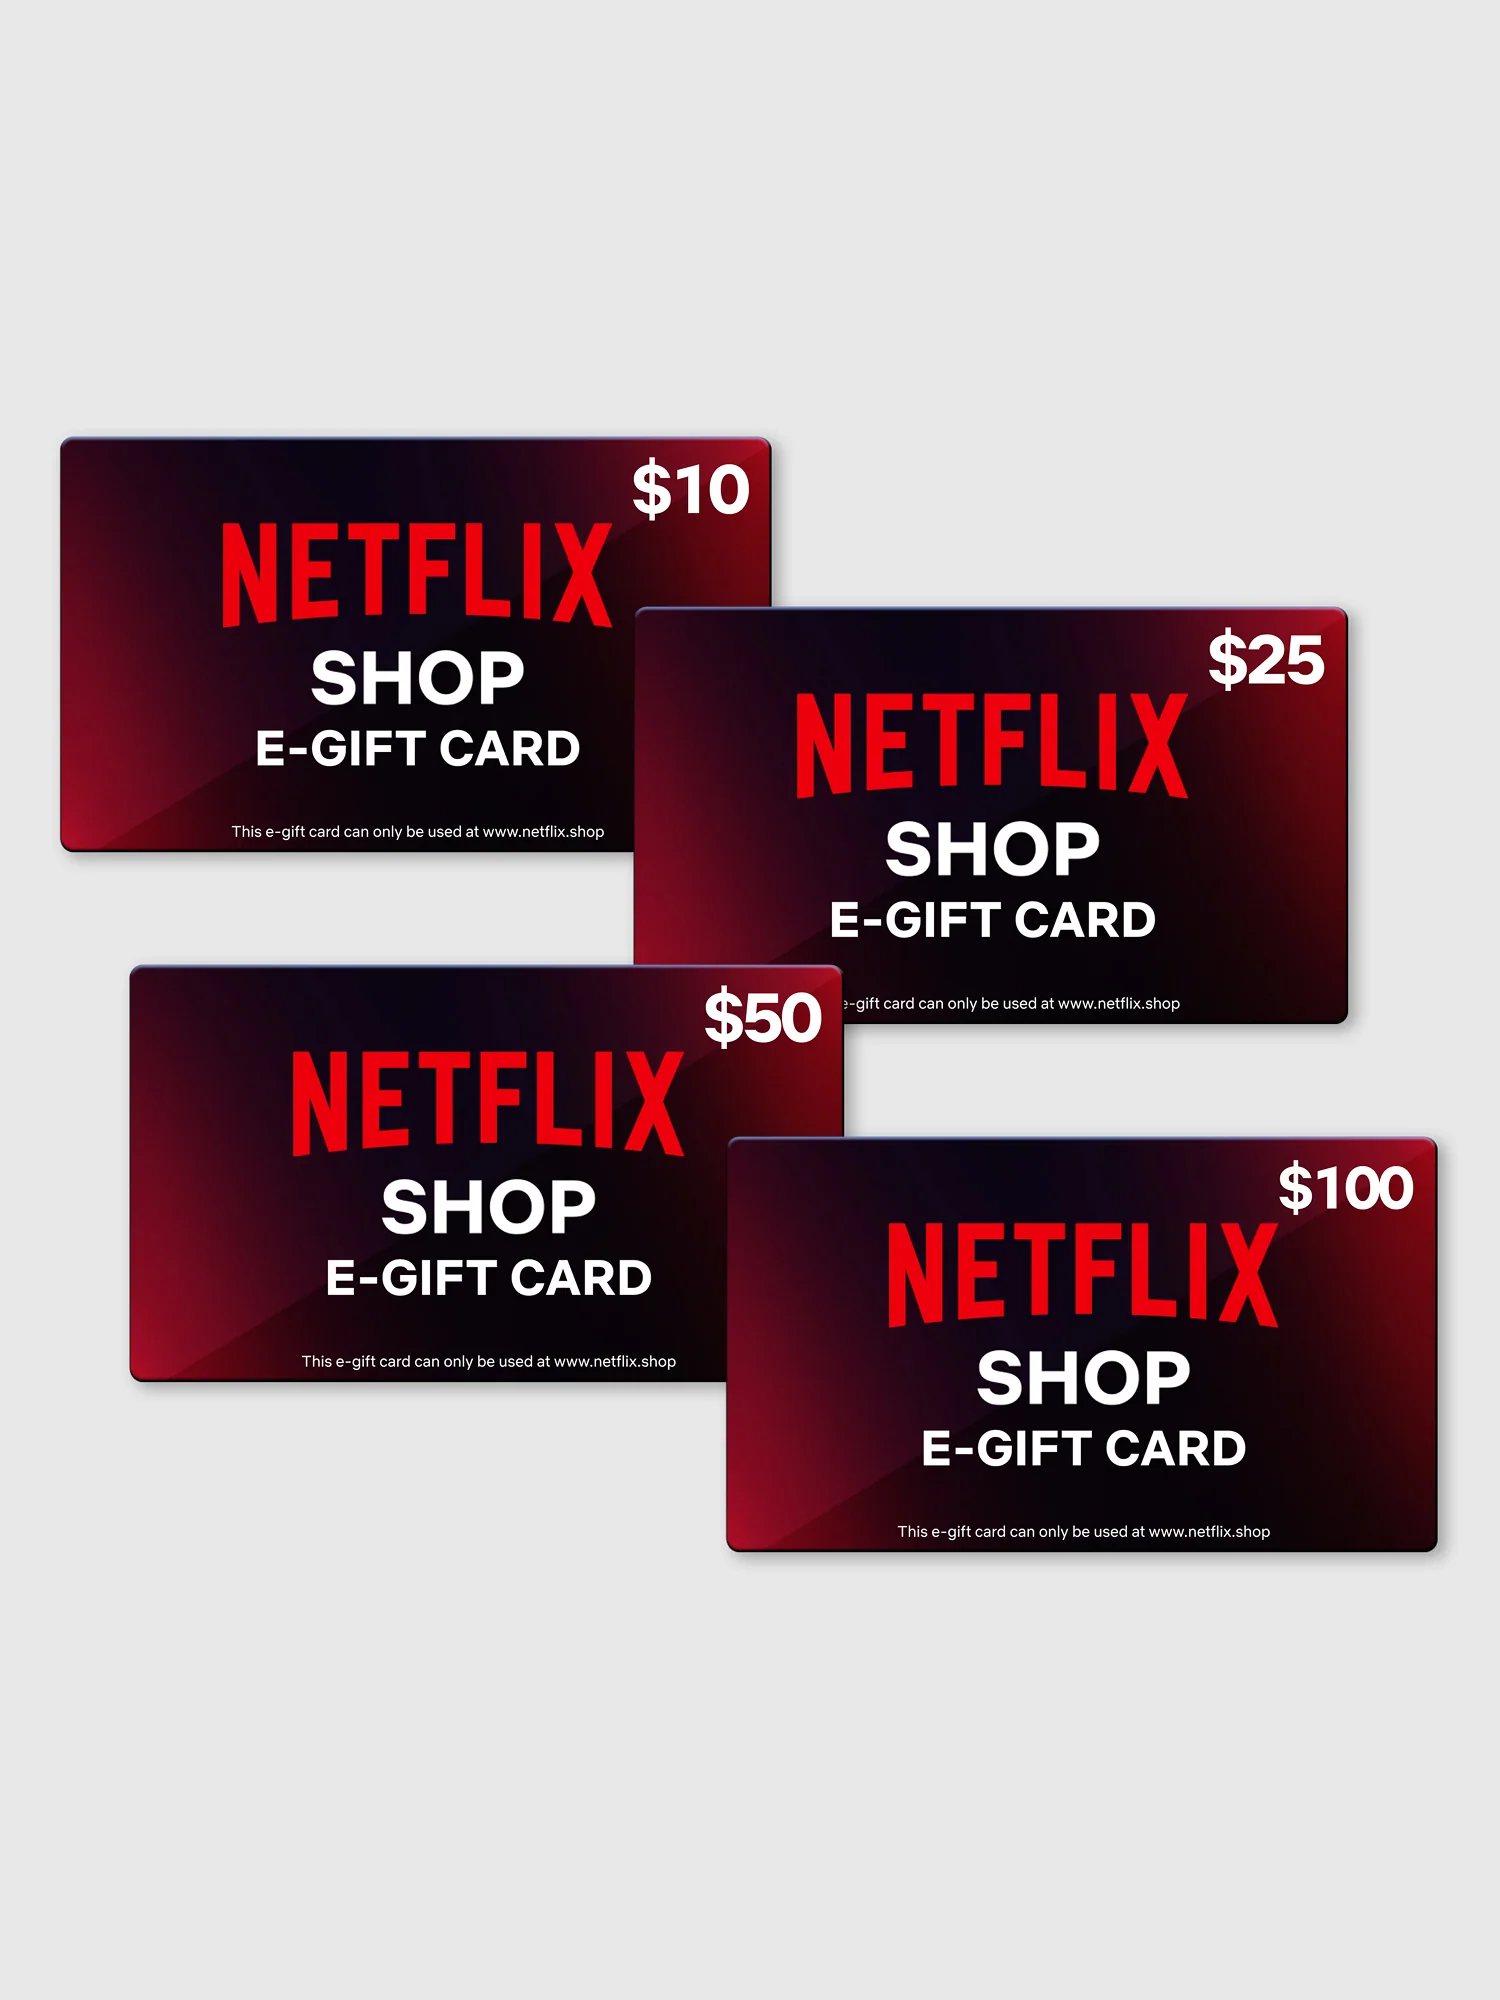 $10
NETFLIX
SHOP
E-GIFT CARD
This e-gift card can only be used at www.netflix.shop
$25
NETFLIX
SHOP
E-GIFT CARD
e-gift card can only be used at www.netflix.shop
$50
NETFLIX
SHOP
E-GIFT CARD
This e-gift card can only be used at www.netflix.shop
$100
NETFLIX
SHOP
E-GIFT CARD
This e-gift card can only be used at www.netflix.shop